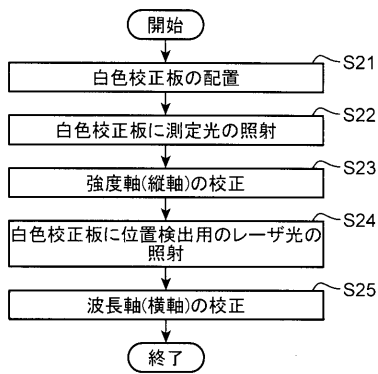 開始
S21
白色校正板の配置
S22
白色校正板に測定光の照射
S23
強度軸(縦軸)の校正
S24
白色校正板に位置検出用のレーザ光の
照射
S25
波長軸(横軸)の校正
終了